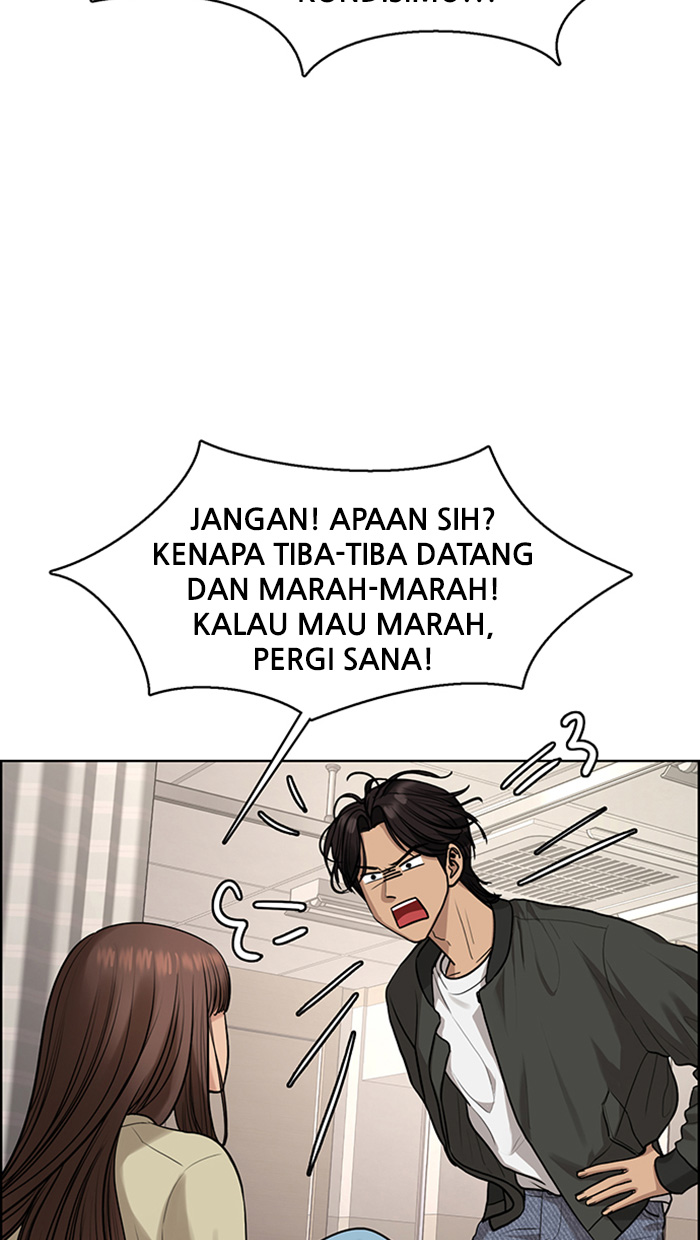 JANGAN! APAAN SIH?
KENAPA TIBA-TIBA DATANG
DAN MARAH-MARAH!
KALAU MAU MARAH,
PERGI SANA!